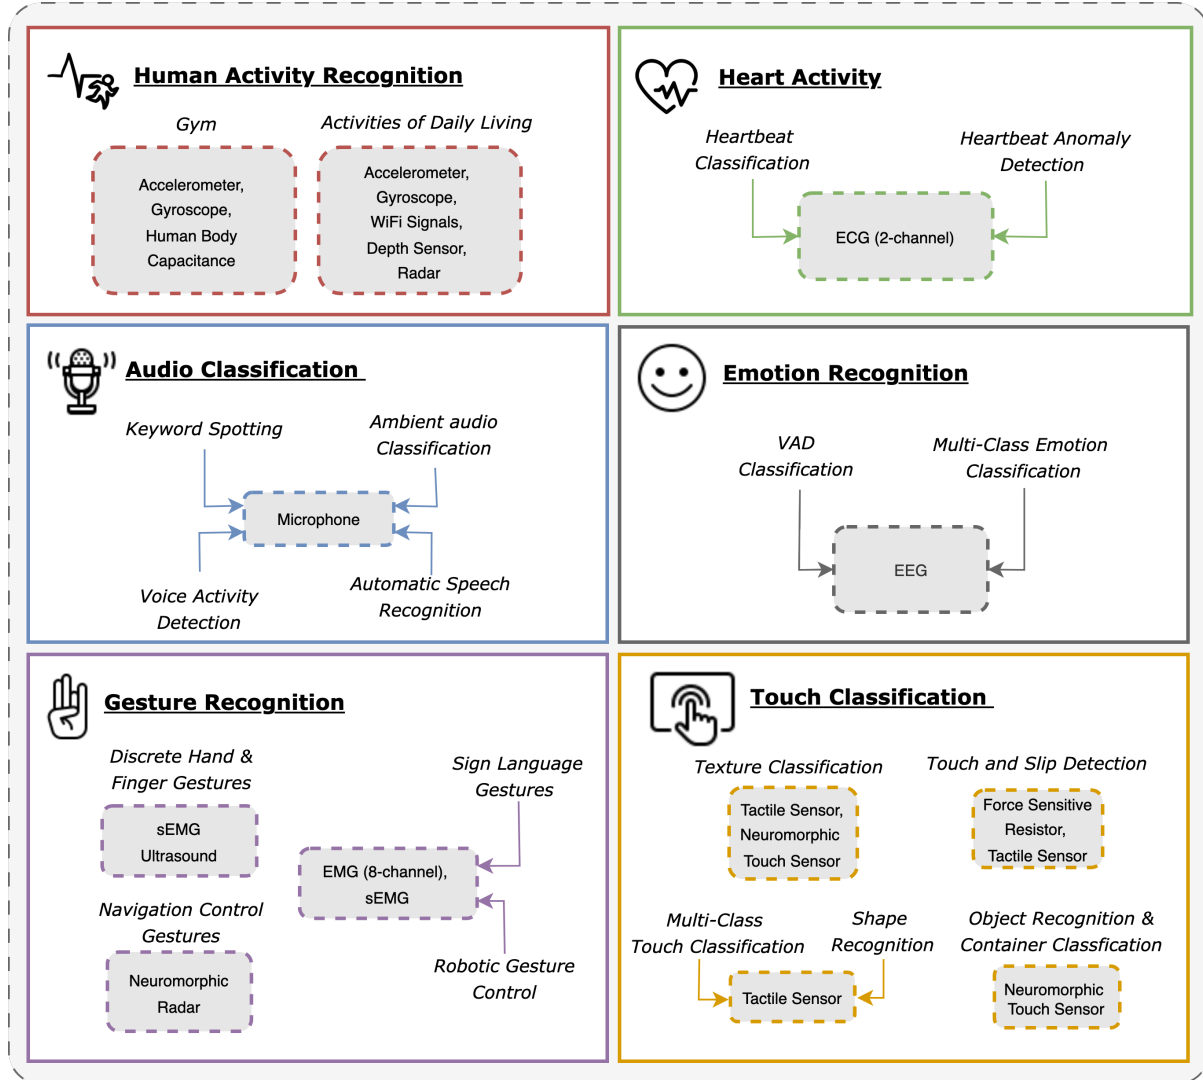 Human Activity Recognition
Gym
Accelerometer,
Gyroscope,
Human Body
Capacitance
Activities of Daily Living
Accelerometer,
Gyroscope,
WiFi Signals,
Depth Sensor,
Radar
Heart Activity
Heartbeat
Classification
Heartbeat Anomaly
Detection
ECG (2-channel)
Audio Classification
Keyword Spotting
Ambient audio
Classification
Microphone
Voice Activity
Detection
Automatic Speech
Recognition
Emotion Recognition
VAD
Classification
Multi-Class Emotion
Classification
EEG
Gesture Recognition
Discrete Hand &
Finger Gestures
sEMG
Ultrasound
Sign Language
Gestures
EMG (8-channel),
sEMG
Navigation Control
Gestures
Neuromorphic
Radar
Robotic Gesture
Control
Touch Classification
Texture Classification
Tactile Sensor,
Neuromorphic
Touch Sensor
Touch and Slip Detection
Force Sensitive
Resistor,
Tactile Sensor
Multi-Class
Touch Classification
Shape
Recognition
Tactile Sensor
Object Recognition &
Container Classfication
Neuromorphic
Touch Sensor